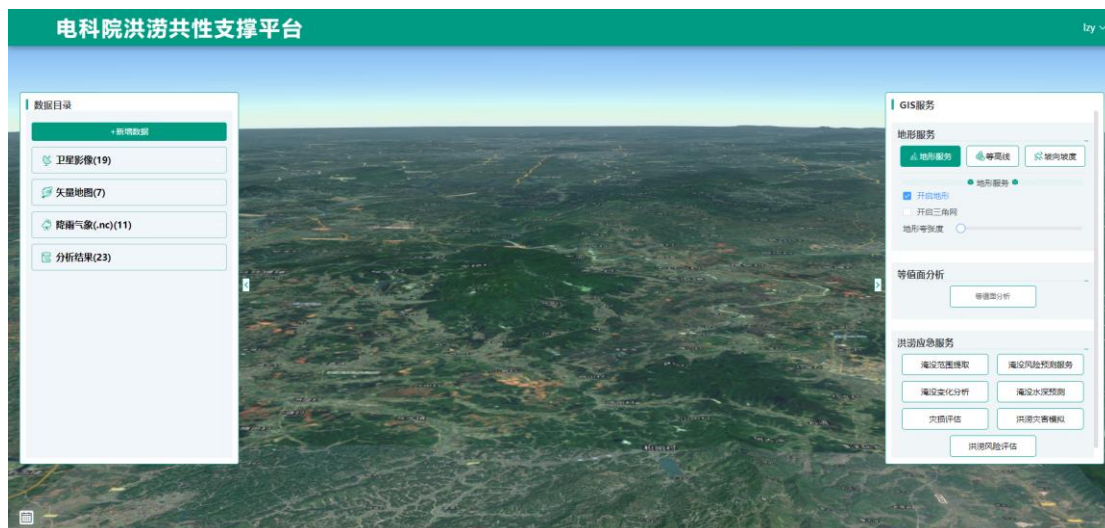 电科院洪涝共性支撑平台
lzy
数据目录
+新增数据
卫星影像(19)
矢量地图(7)
降雨气象(.nc)(11)
分析结果(23)
GIS服务
地形服务
地形服务
等高线
坡向坡度
地形服务
开启地形
开启三角网
地形夸张度
等值面分析
等值面分析
洪涝应急服务
淹没范围提取
淹没风险预测服务
淹没变化分析
淹没水深预测
灾损评估
洪涝灾害模拟
洪涝风险评估